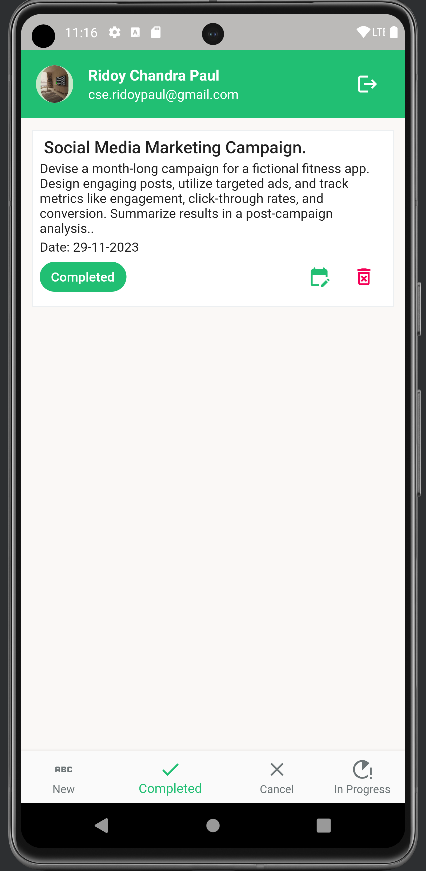 11:16
LTE
Ridoy Chandra Paul
cse.ridoypaul@gmail.com
Social Media Marketing Campaign.
Devise a month-long campaign for a fictional fitness app.
Design engaging posts, utilize targeted ads, and track
metrics like engagement, click-through rates, and
conversion. Summarize results in a post-campaign
analysis..
Date: 29-11-2023
Completed
ABC
New
Completed
Cancel
In Progress